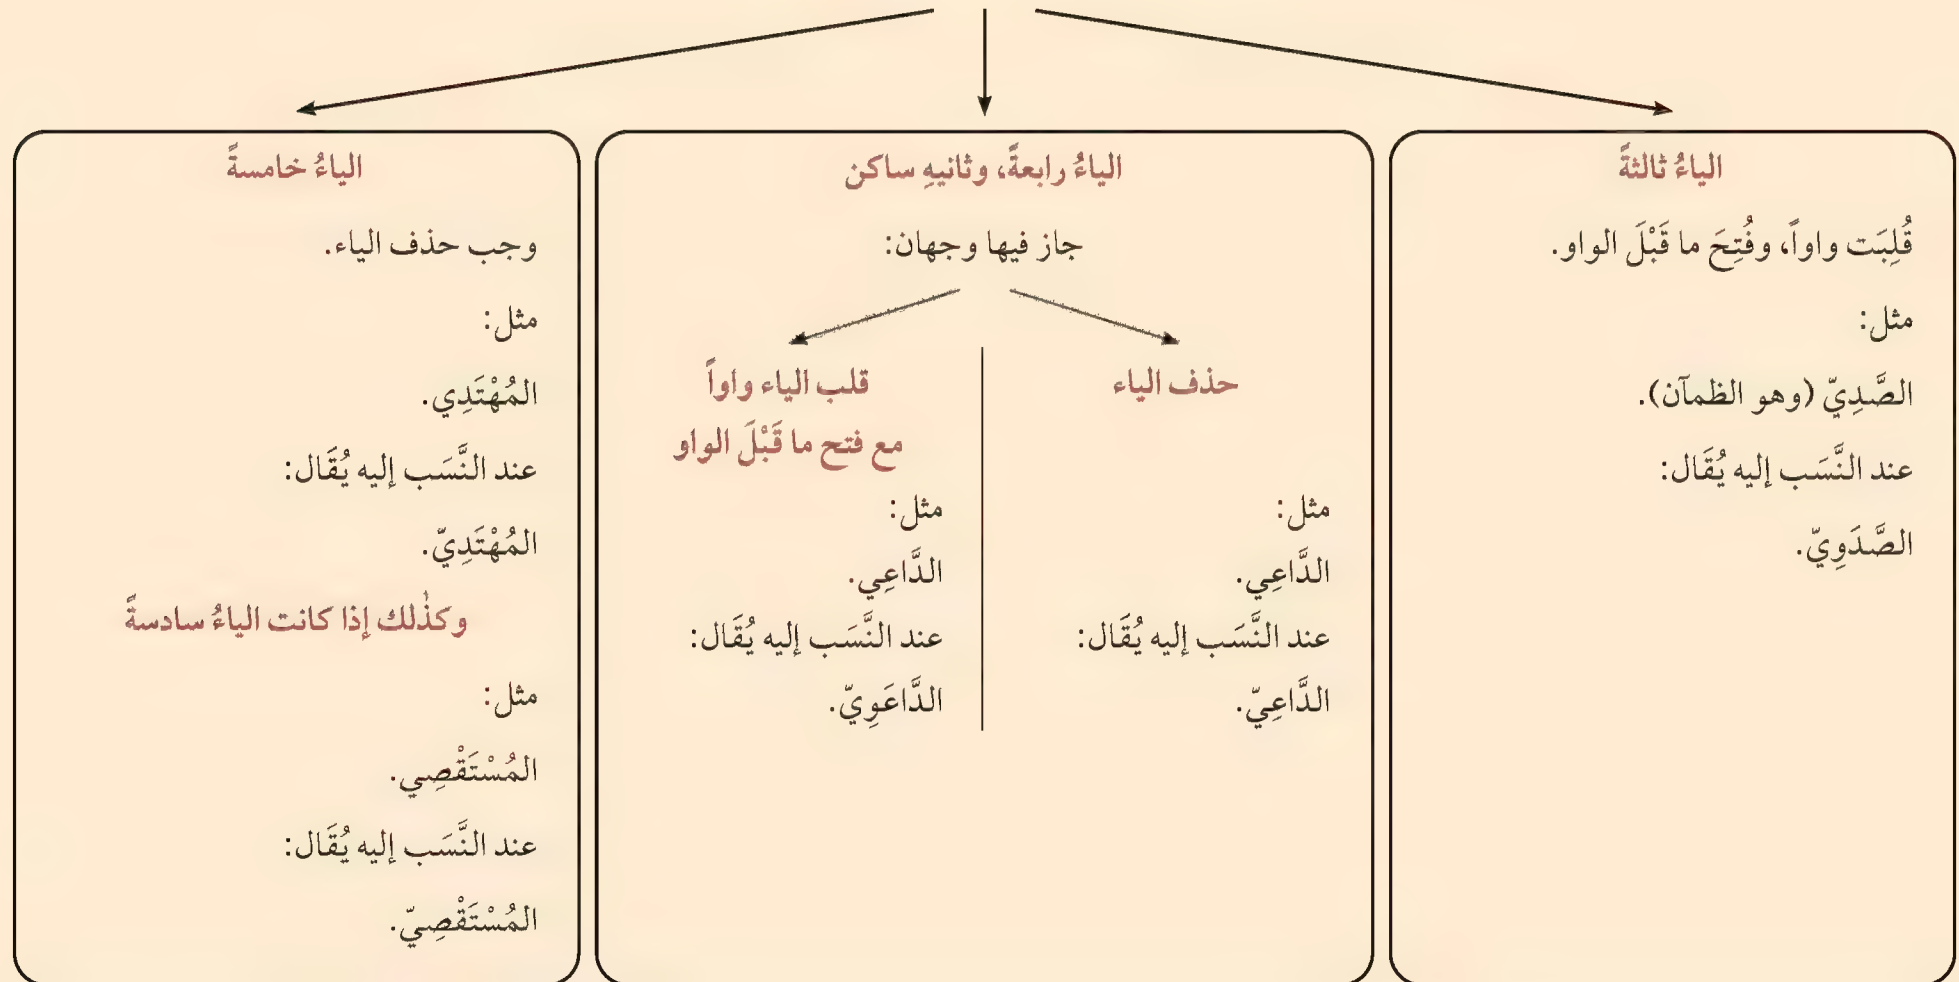 الياءُ ثالثةً
قُلِبَت واواً، وفُتِحَ ما قَبْلَ الواو.
مثل:
الصَّدِيّ (وهو الظمآن).
عند النَّسَب إليه يُقَال:
الصَّدَوِيّ.
الياءُ رابعةً، وثانيهِ ساكن
جاز فيها وجهان:
حذف الياء
مثل:
الدَّاعِي.
عند النَّسَب إليه يُقَال:
الدَّاعِيّ.
قلب الياء واواً
مع فتح ما قَبْلَ الواو
مثل:
الدَّاعِي.
عند النَّسَب إليه يُقَال:
الدَّاعَوِيّ.
الياءُ خامسةً
وجب حذف الياء.
مثل:
المُهْتَدِي.
عند النَّسَب إليه يُقَال:
المُهْتَدِيّ.
وكذٰلك إذا كانت الياءُ سادسةً
مثل:
المُسْتَقْصِي.
عند النَّسَب إليه يُقَال:
المُسْتَقْصِيّ.